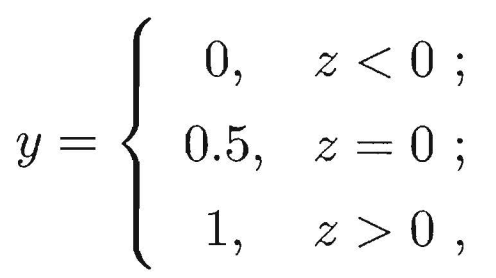 0, z < 0 ;
y = { 0.5, z = 0 ;
1, z > 0 ,